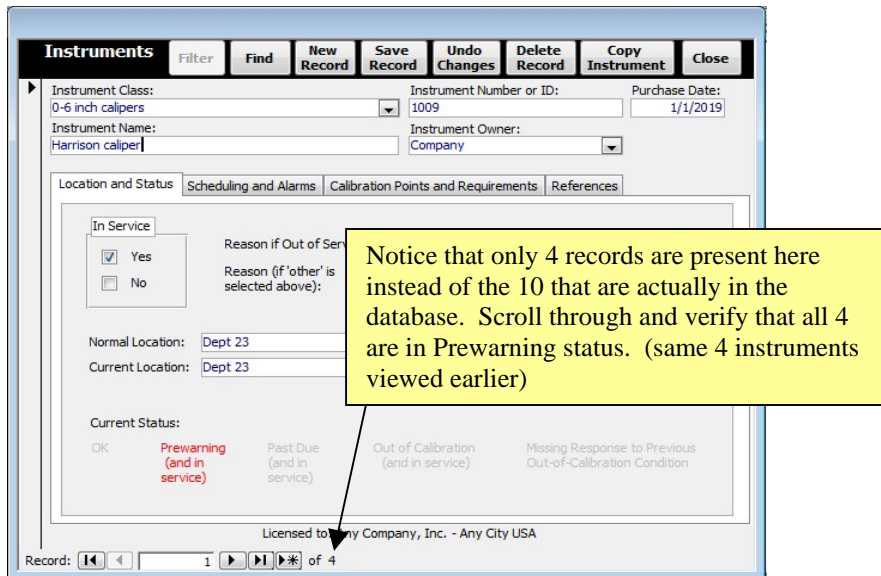 Instruments Filter Find New Record Save Record Undo Changes Delete Record Copy Instrument Close
Instrument Class: Instrument Number or ID: Purchase Date:
0-6 inch calipers 1009 1/1/2019
Instrument Name: Instrument Owner:
Harrison caliper Company
Location and Status Scheduling and Alarms Calibration Points and Requirements References
In Service
Yes
No
Reason if Out of Serv
Reason (if 'other' is
selected above):
Notice that only 4 records are present here
instead of the 10 that are actually in the
database. Scroll through and verify that all 4
are in Prewarning status. (same 4 instruments
viewed earlier)
Normal Location: Dept 23
Current Location: Dept 23
Current Status:
OK
Prewarning
(and in
service)
Past Due
(and in
service)
Out of Calibration
(and in service)
Missing Response to Previous
Out-of-Calibration Condition
Licensed to: Any Company, Inc. - Any City USA
Record: 1 of 4